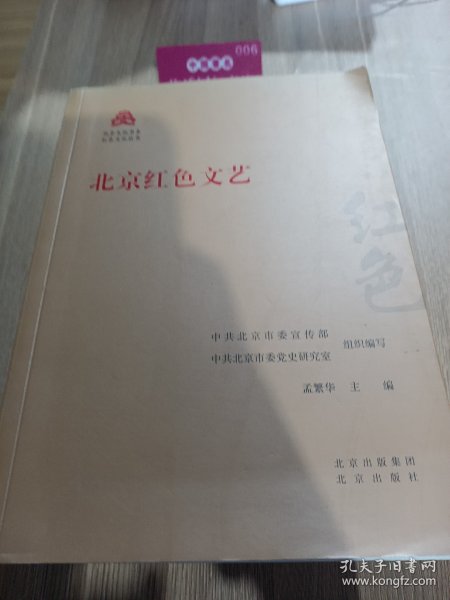 006
北京红色文艺
红色
中共北京市委宣传部
中共北京市委党史研究室
组织编写
孟繁华 主 编
北京出版集团
北京出版社
孔夫子旧书网
www.kongfz.com